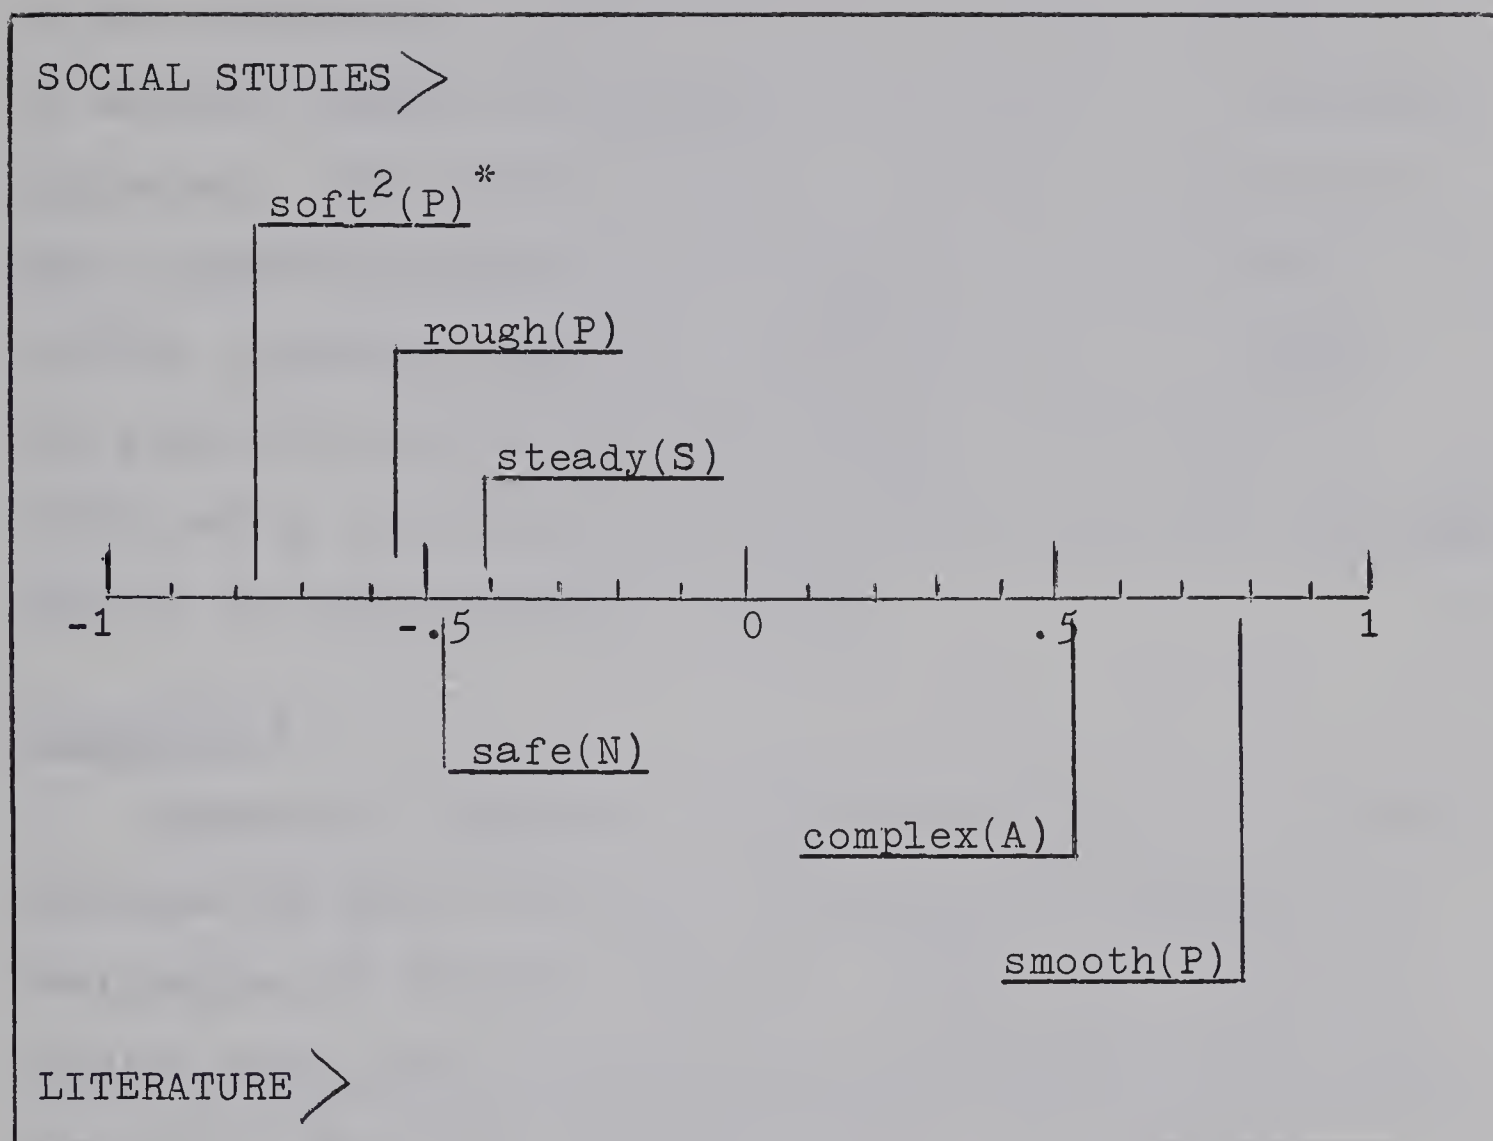 SOCIAL STUDIES >
soft²(P)*
rough(P)
steady(S)
-1 -.5 0 .5 1
safe(N)
complex(A)
smooth(P)
LITERATURE >